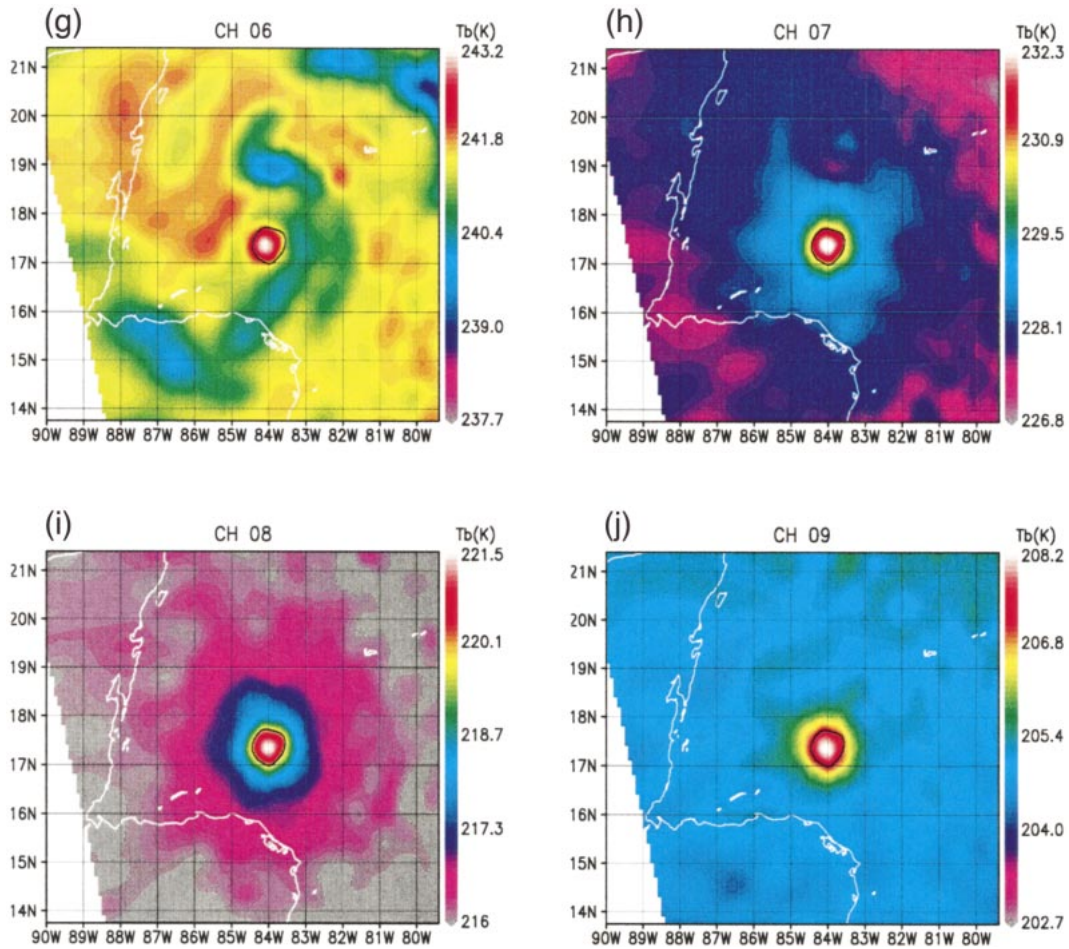 (g) CH 06 Tb(K)
243.2
21N
20N
241.8
19N
18N
240.4
17N
16N
239.0
15N
14N
237.7
90W 89W 88W 87W 86W 85W 84W 83W 82W 81W 80W
(h) CH 07 Tb(K)
232.3
21N
20N
230.9
19N
18N
229.5
17N
16N
228.1
15N
14N
226.8
90W 89W 88W 87W 86W 85W 84W 83W 82W 81W 80W
(i) CH 08 Tb(K)
221.5
21N
20N
220.1
19N
18N
218.7
17N
16N
217.3
15N
14N
216
90W 89W 88W 87W 86W 85W 84W 83W 82W 81W 80W
(j) CH 09 Tb(K)
208.2
21N
20N
206.8
19N
18N
205.4
17N
16N
204.0
15N
14N
202.7
90W 89W 88W 87W 86W 85W 84W 83W 82W 81W 80W